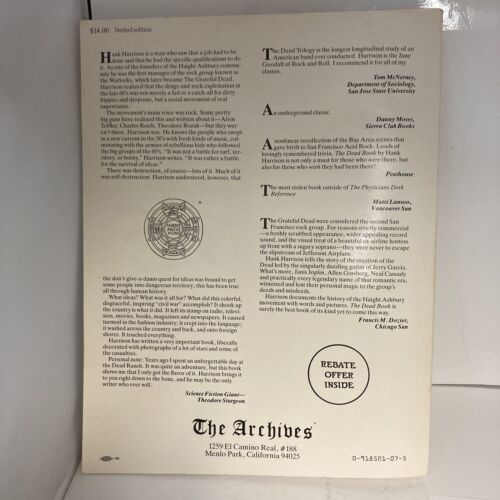 $14.00 limited edition
Hank Harrison is a man who saw that a job had to be
done and that he had the specific qualifications to do
it. As one of the founders of the Haight Ashbury commu-
nity he was the first manager of the rock group known as
the Warlocks, which later became The Grateful Dead.
Harrison realized that the drugs-and-rock exploration in
the late 60's was not merely a fad or a catch-all for dirty
hippies and dropouts, but a social movement of real
importance.
The movement's main voice was rock. Some pretty
big guns have realized this and written about it—Alvin
Toffler, Charles Reich, Theodore Roszak—but they wer-
en't there. Harrison was. He knows the people who swept
in a new current in the 50's with fresh kinds of music, cul-
minating with the armies of rebellious kids who followed
the big groups of the 60's. "It was not a battle for turf, ter-
ritory, or booty," Harrison writes. "It was rather a battle
for the survival of ideas."
There was destruction, of course—lots of it. Much of it
was self-destruction. Harrison understood, however, that
the don't-give-a-damn quest for ideas was bound to get
some people into dangerous territory; this has been true
all through human history.
What ideas? What was it all for? What did this colorful,
disgraceful, inspiring "civil war" accomplish? It shook up
the country is what it did. It left its stamp on radio, televi-
sion, movies, books, magazines and newspapers. It caused
turmoil in the fashion industry; it crept into the language;
it washed across the country and back, and onto foreign
shores. It touched everything.
Harrison has written a very important book, liberally
decorated with photographs of a lot of stars and some of
the casualties.
Personal note: Years ago I spent an unforgettable day at
the Dead Ranch. It was quite an adventure, but this book
shows me that I only got the flavor of it. Harrison brings it
to you right down to the bone, and he may be the only
writer who ever will.
Science Fiction Giant—
Theodore Sturgeon
The Dead Trilogy is the longest longitudinal study of an
American band ever conducted. Harrison is the Jane
Goodall of Rock and Roll. I recommend it for all of my
classes.
Tom McNerney,
Department of Sociology,
San Jose State University
An underground classic.
Danny Moses,
Sierra Club Books
A nonlinear recollection of the Bay Area scenes that
gave birth to San Francisco Acid Rock. Loads of
lovingly remembered trivia. The Dead Book by Hank
Harrison is not only a must for those who were there, but
also for those who wish they had been there!
Penthouse
The most stolen book outside of The Physicians Desk
Reference.
Matti Lansoo,
Vancouver Sun
The Grateful Dead were considered the second San
Francisco rock group. For reasons strictly commercial
—a freshly scrubbed appearance, wider appealing record
sound, and the visual treat of a beautiful ex-airline hostess
up front with a sugary soprano—they were never to escape
the slipstream of Jefferson Airplane.
Hank Harrison tells the story of the creation of the
Dead led by the singularly dazzling guitar of Jerry Garcia.
What's more, Janis Joplin, Allen Ginsberg, Neal Cassady
and practically every legendary name of that romantic era,
witnessed and lent their personal magic to the group's
deeds and misdeeds.
Harrison documents the history of the Haight Ashbury
movement with words and pictures. The Dead Book is
surely the best book of its kind yet to come this way.
Francis M. Dozier,
Chicago Sun
REBATE
OFFER
INSIDE
The Archives
1259 El Camino Real, #188
Menlo Park, California 94025
0-918501-07-5